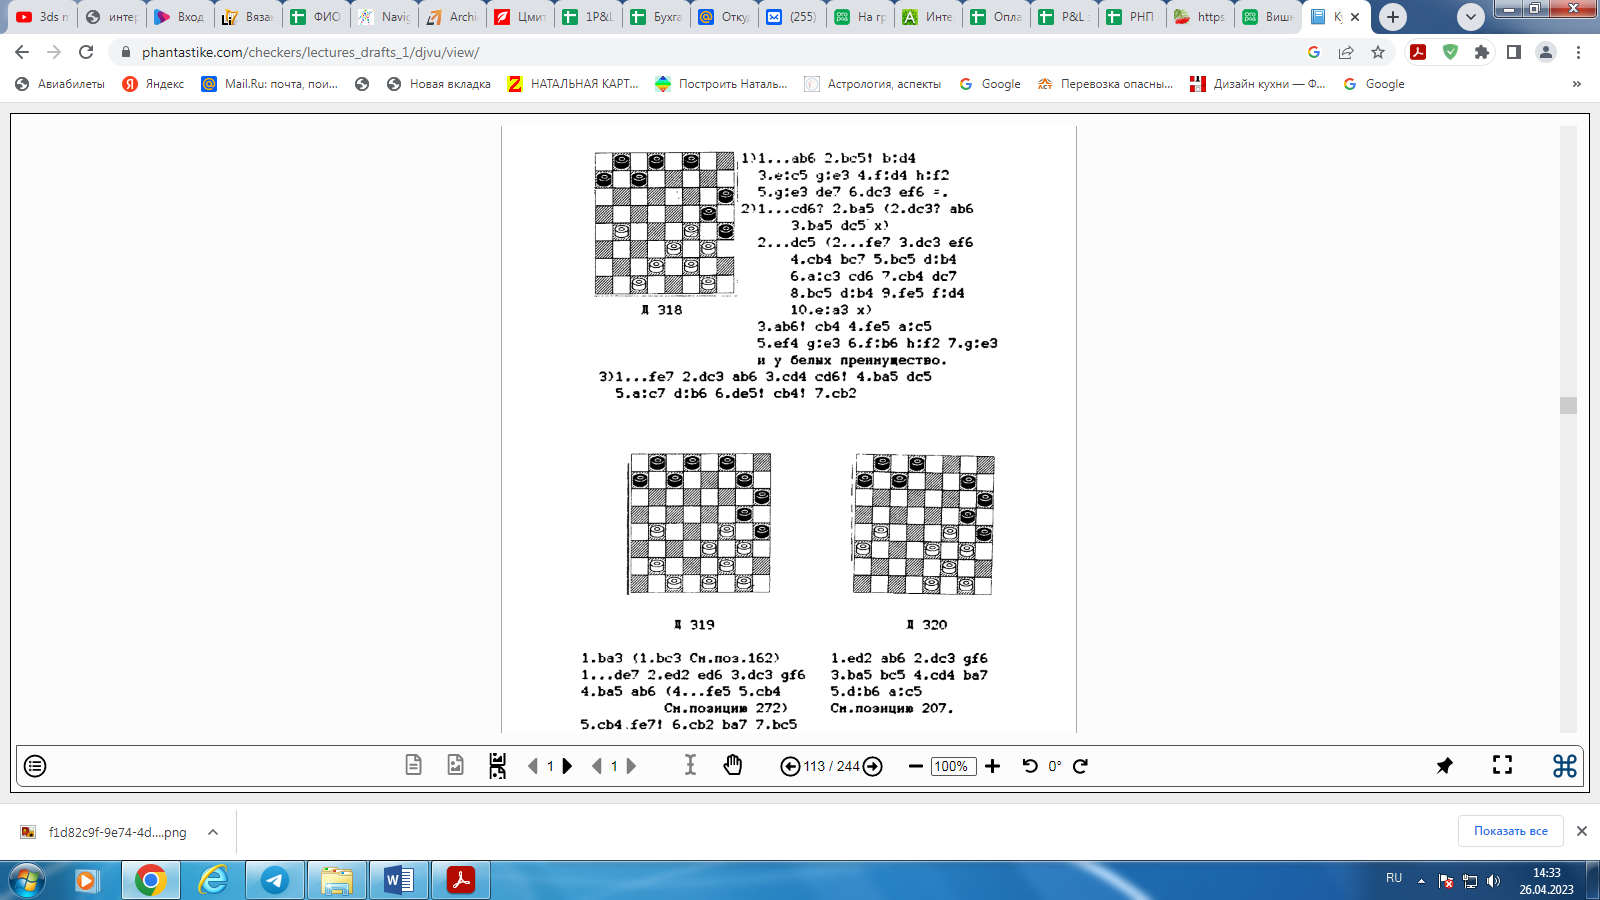 3ds m
интер
Вход
Вязан
ФИО
Navig
Archi
Цмит
1P&L
Бухга
Отку
(255)
На гр
Инте
Опла
P&L :
РНП
https:
Вишн
phantastike.com/checkers/lectures_drafts_1/djvu/view/
Авиабилеты
Яндекс
Mail.Ru: почта, пои...
Новая вкладка
НАТАЛЬНАЯ КАРТ...
Построить Наталь...
Астрология, аспекты
Google
Перевозка опасны...
Дизайн кухни — Ф...
Google
»
1)1...ab6 2.bc5! b:d4
3.e:c5 g:e3 4.f:d4 h:f2
5.g:e3 de7 6.dc3 ef6 =.
2)1...cd6? 2.ba5 (2.dc3? ab6
3.ba5 dc5 x)
2...dc5 (2...fe7 3.dc3 ef6
4.cb4 bc7 5.bc5 d:b4
6.a:c3 cd6 7.cb4 dc7
8.bc5 d:b4 9.fe5 f:d4
10.e:a3 x)
3.ab6! cb4 4.fe5 a:c5
5.ef4 g:e3 6.f:b6 h:f2 7.g:e3
и у белых преимущество.
3)1...fe7 2.dc3 ab6 3.cd4 cd6! 4.ba5 dc5
5.a:c7 d:b6 6.de5! cb4! 7.cb2
Д 318
Д 319
1.ba3 (1.bc3 См.поз.162)
1...de7 2.ed2 ed6 3.dc3 gf6
4.ba5 ab6 (4...fe5 5.cb4
См.позицию 272)
5.cb4 fe7! 6.cb2 ba7 7.bc5
Д 320
1.ed2 ab6 2.dc3 gf6
3.ba5 bc5 4.cd4 ba7
5.d:b6 a:c5
См.позицию 207.
1
1
113 / 244
100%
0°
f1d82c9f-9e74-4d....png
Показать все
RU
14:33
26.04.2023